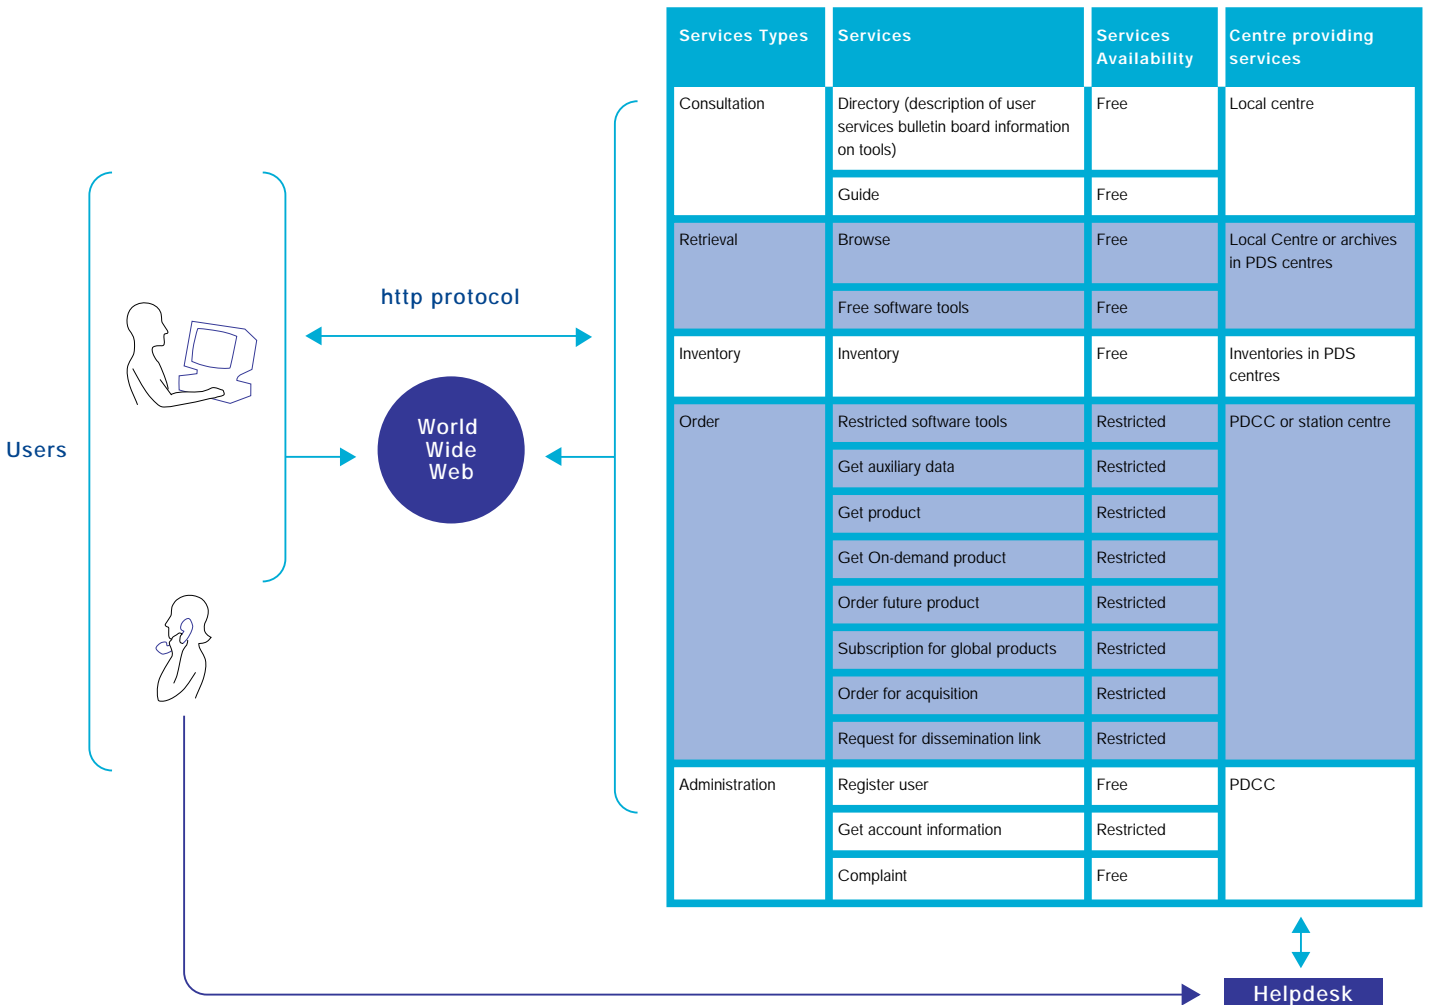 Services Types
Services
Services
Availability
Centre providing
services
Consultation
Directory (description of user
services bulletin board information
on tools)
Free
Local centre
Guide
Free
Retrieval
Browse
Free
Local Centre or archives
in PDS centres
Free software tools
Free
Inventory
Inventory
Free
Inventories in PDS
centres
Order
Restricted software tools
Restricted
PDCC or station centre
Get auxiliary data
Restricted
Get product
Restricted
Get On-demand product
Restricted
Order future product
Restricted
Subscription for global products
Restricted
Order for acquisition
Restricted
Request for dissemination link
Restricted
Administration
Register user
Free
PDCC
Get account information
Restricted
Complaint
Free
http protocol
World
Wide
Web
Users
Helpdesk